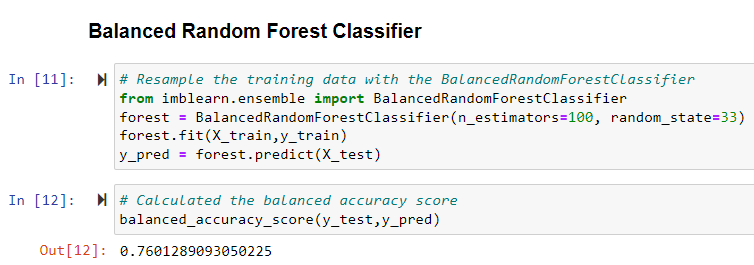 Balanced Random Forest Classifier
In [11]:
# Resample the training data with the BalancedRandomForestClassifier
from imblearn.ensemble import BalancedRandomForestClassifier
forest = BalancedRandomForestClassifier(n_estimators=100, random_state=33)
forest.fit(X_train,y_train)
y_pred = forest.predict(X_test)
In [12]:
# Calculated the balanced accuracy score
balanced_accuracy_score(y_test,y_pred)
Out[12]: 0.7601289093050225